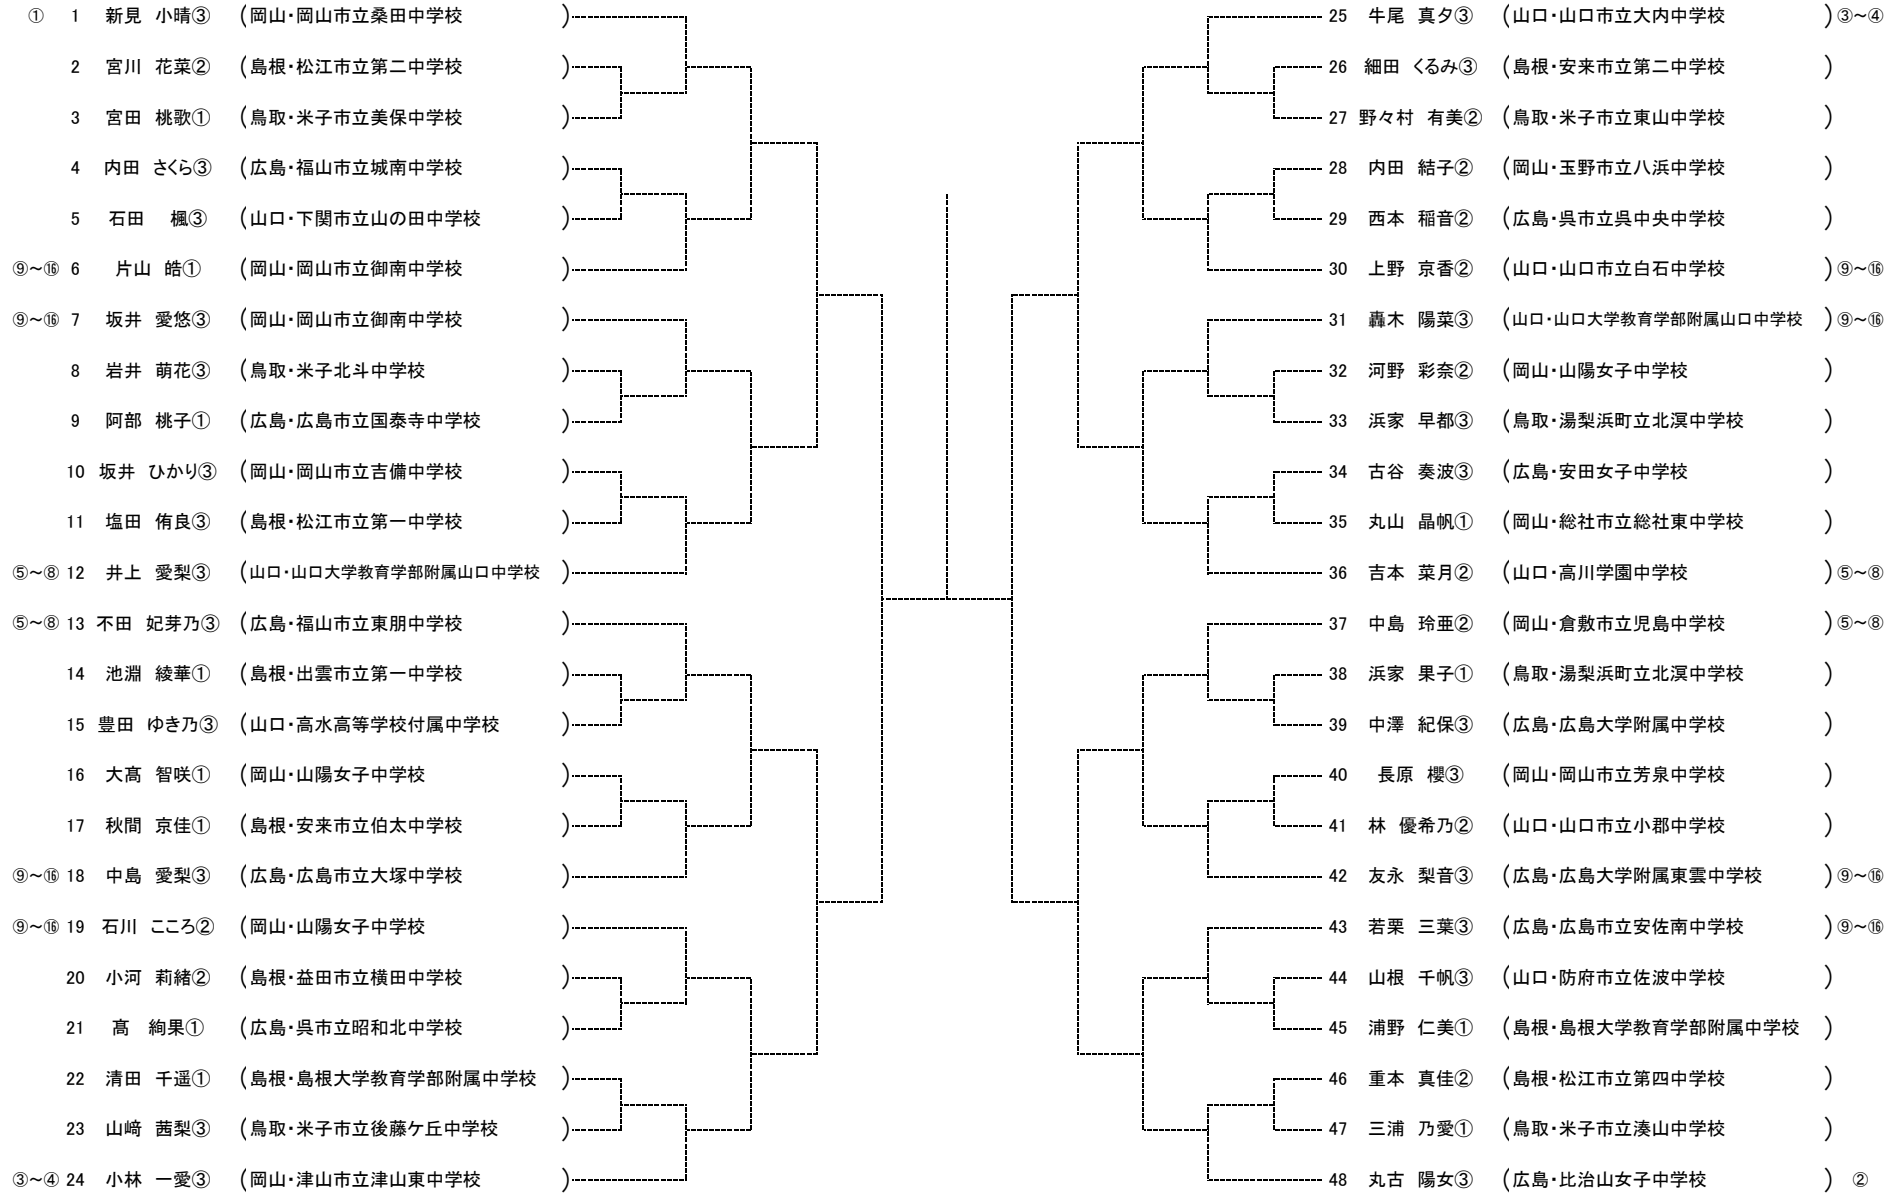 ① 1 新見 小晴③ (岡山・岡山市立桑田中学校 )
2 宮川 花菜② (島根・松江市立第二中学校 )
3 宮田 桃歌① (鳥取・米子市立美保中学校 )
4 内田 さくら③ (広島・福山市立城南中学校 )
5 石田 楓③ (山口・下関市立山の田中学校 )
⑨~⑯ 6 片山 皓① (岡山・岡山市立御南中学校 )
⑨~⑯ 7 坂井 愛悠③ (岡山・岡山市立御南中学校 )
8 岩井 萌花③ (鳥取・米子北斗中学校 )
9 阿部 桃子① (広島・広島市立国泰寺中学校 )
10 坂井 ひかり③ (岡山・岡山市立吉備中学校 )
11 塩田 侑良③ (島根・松江市立第一中学校 )
⑤~⑧ 12 井上 愛梨③ (山口・山口大学教育学部附属山口中学校 )
⑤~⑧ 13 不田 妃芽乃③ (広島・福山市立東朋中学校 )
14 池淵 綾華① (島根・出雲市立第一中学校 )
15 豊田 ゆき乃③ (山口・高水高等学校付属中学校 )
16 大髙 智咲① (岡山・山陽女子中学校 )
17 秋間 京佳① (島根・安来市立伯太中学校 )
⑨~⑯ 18 中島 愛梨③ (広島・広島市立大塚中学校 )
⑨~⑯ 19 石川 こころ② (岡山・山陽女子中学校 )
20 小河 莉緒② (島根・益田市立横田中学校 )
21 髙 絢果① (広島・呉市立昭和北中学校 )
22 清田 千遥① (島根・島根大学教育学部附属中学校 )
23 山﨑 茜梨③ (鳥取・米子市立後藤ケ丘中学校 )
③~④ 24 小林 一愛③ (岡山・津山市立津山東中学校 )
25 牛尾 真夕③ (山口・山口市立大内中学校 ) ③~④
26 細田 くるみ③ (島根・安来市立第二中学校 )
27 野々村 有美② (鳥取・米子市立東山中学校 )
28 内田 結子② (岡山・玉野市立八浜中学校 )
29 西本 稲音② (広島・呉市立呉中央中学校 )
30 上野 京香② (山口・山口市立白石中学校 ) ⑨~⑯
31 轟木 陽菜③ (山口・山口大学教育学部附属山口中学校 ) ⑨~⑯
32 河野 彩奈② (岡山・山陽女子中学校 )
33 浜家 早都③ (鳥取・湯梨浜町立北溟中学校 )
34 古谷 奏波③ (広島・安田女子中学校 )
35 丸山 晶帆① (岡山・総社市立総社東中学校 )
36 吉本 菜月② (山口・高川学園中学校 ) ⑤~⑧
37 中島 玲亜② (岡山・倉敷市立児島中学校 ) ⑤~⑧
38 浜家 果子① (鳥取・湯梨浜町立北溟中学校 )
39 中澤 紀保③ (広島・広島大学附属中学校 )
40 長原 櫻③ (岡山・岡山市立芳泉中学校 )
41 林 優希乃② (山口・山口市立小郡中学校 )
42 友永 梨音③ (広島・広島大学附属東雲中学校 ) ⑨~⑯
43 若栗 三葉③ (広島・広島市立安佐南中学校 ) ⑨~⑯
44 山根 千帆③ (山口・防府市立佐波中学校 )
45 浦野 仁美① (島根・島根大学教育学部附属中学校 )
46 重本 真佳② (島根・松江市立第四中学校 )
47 三浦 乃愛① (鳥取・米子市立湊山中学校 )
48 丸古 陽女③ (広島・比治山女子中学校 ) ②